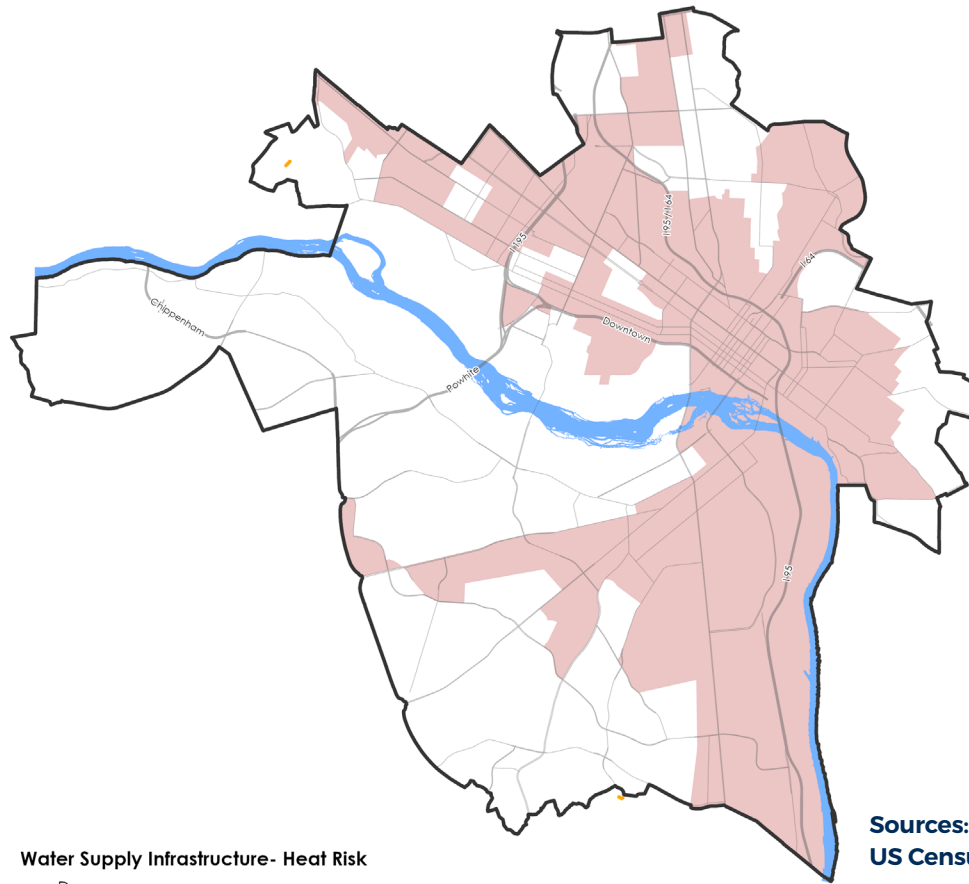 I195/I164
I195
I64
Chippenham
Downtown
Powhite
I95
Sources:
Water Supply Infrastructure- Heat Risk
US Censu